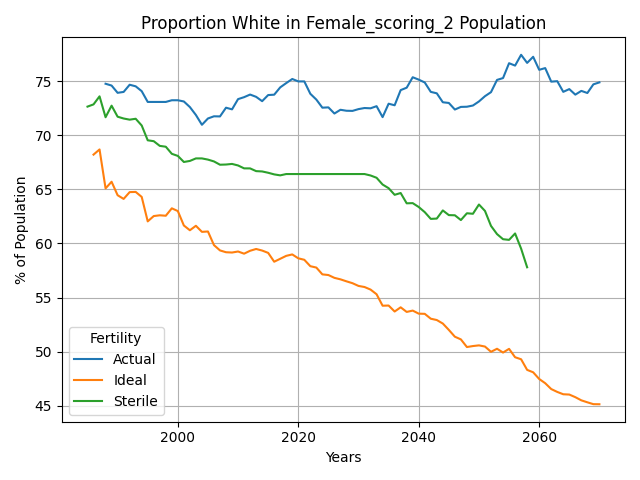 Proportion White in Female_scoring_2 Population
% of Population
75
70
65
60
55
50
45
Fertility
Actual
Ideal
Sterile
2000 2020 2040 2060
Years